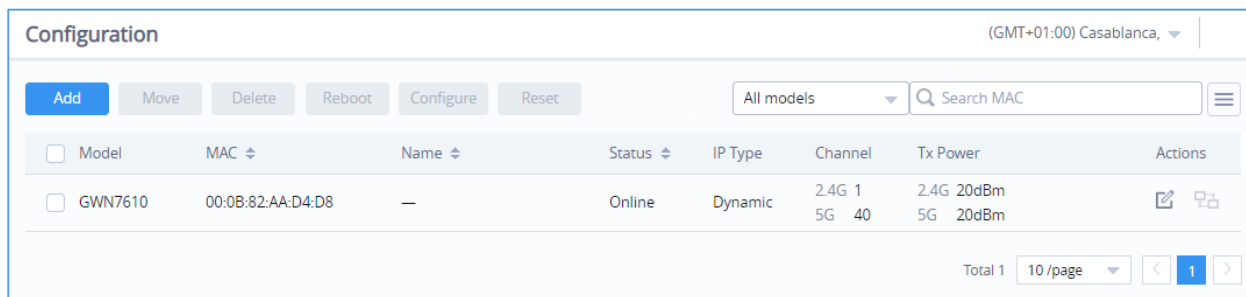 Configuration
(GMT+01:00) Casablanca,
Add Move Delete Reboot Configure Reset All models Search MAC
Model MAC Name Status IP Type Channel Tx Power Actions
GWN7610 00:0B:82:AA:D4:D8 — Online Dynamic 2.4G 1 2.4G 20dBm
5G 40 5G 20dBm
Total 1 10 /page 1